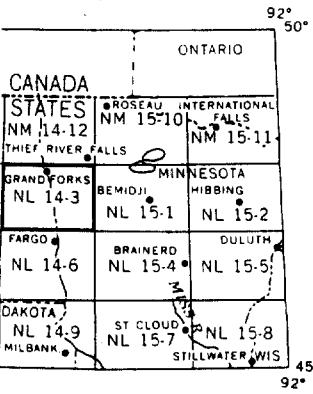 92°
50°
ONTARIO
CANADA
STATES
ROSEAU INTERNATIONAL FALLS
NM 14-12 NM 15-10 NM 15-11
THIEF RIVER FALLS
MINNESOTA
GRAND FORKS BEMIDJI HIBBING
NL 14-3 NL 15-1 NL 15-2
FARGO BRAINERD DULUTH
NL 14-6 NL 15-4 NL 15-5
DAKOTA
NL 14-9 ST CLOUD NL 15-8
NL 15-7
MILBANK STILLWATER WIS
45
92°